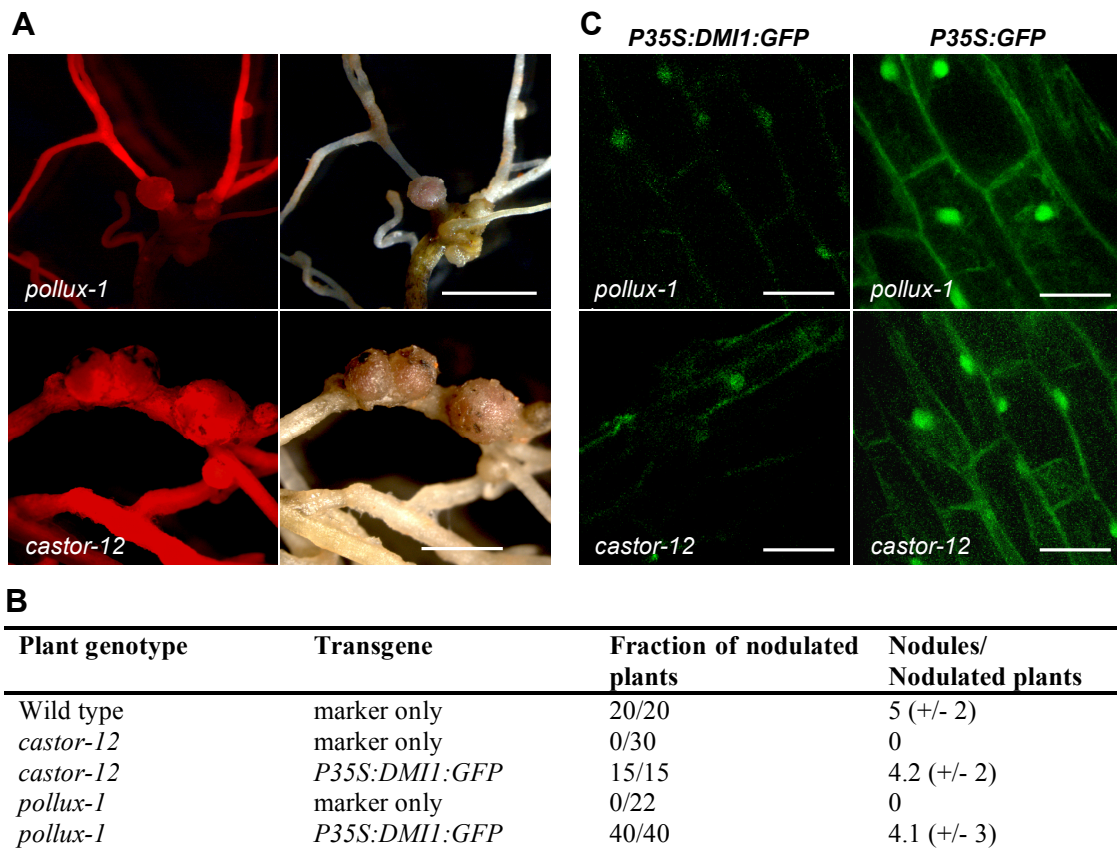 A
pollux-1
castor-12
C
P35S:DMI1:GFP P35S:GFP
pollux-1 pollux-1
castor-12 castor-12
B
Plant genotype Transgene Fraction of nodulated plants Nodules/ Nodulated plants
Wild type marker only 20/20 5 (+/- 2)
castor-12 marker only 0/30 0
castor-12 P35S:DMI1:GFP 15/15 4.2 (+/- 2)
pollux-1 marker only 0/22 0
pollux-1 P35S:DMI1:GFP 40/40 4.1 (+/- 3)